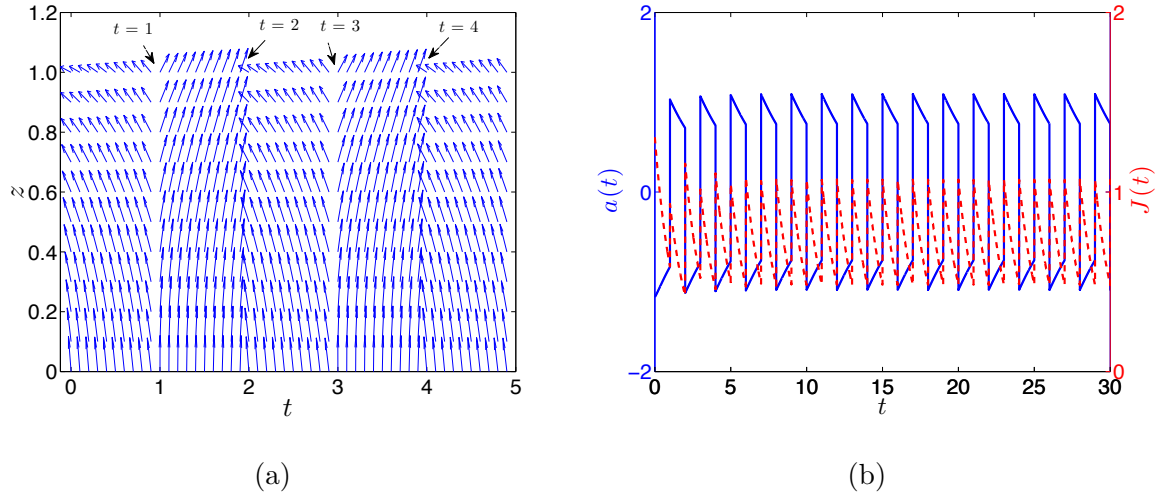 t = 1
t = 2
t = 3
t = 4
1.2
1.0
0.8
0.6
0.4
0.2
0
z
0 1 2 3 4 5
t
(a)
2
0
−2
a(t)
2
1
0
J(t)
0 5 10 15 20 25 30
t
(b)